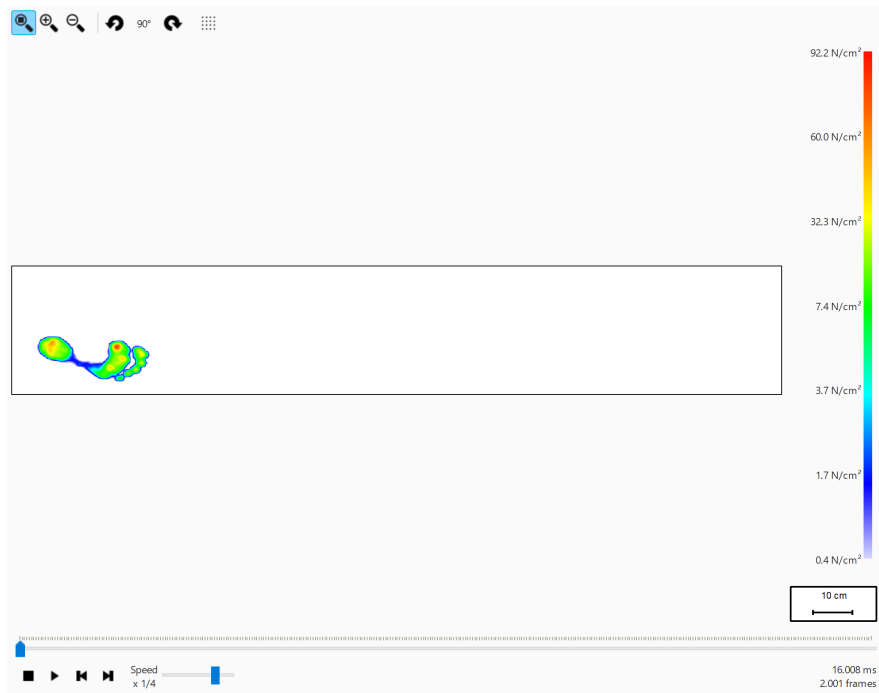 90°
92.2 N/cm²
60.0 N/cm²
32.3 N/cm²
7.4 N/cm²
3.7 N/cm²
1.7 N/cm²
0.4 N/cm²
10 cm
Speed
x 1/4
16.008 ms
2.001 frames